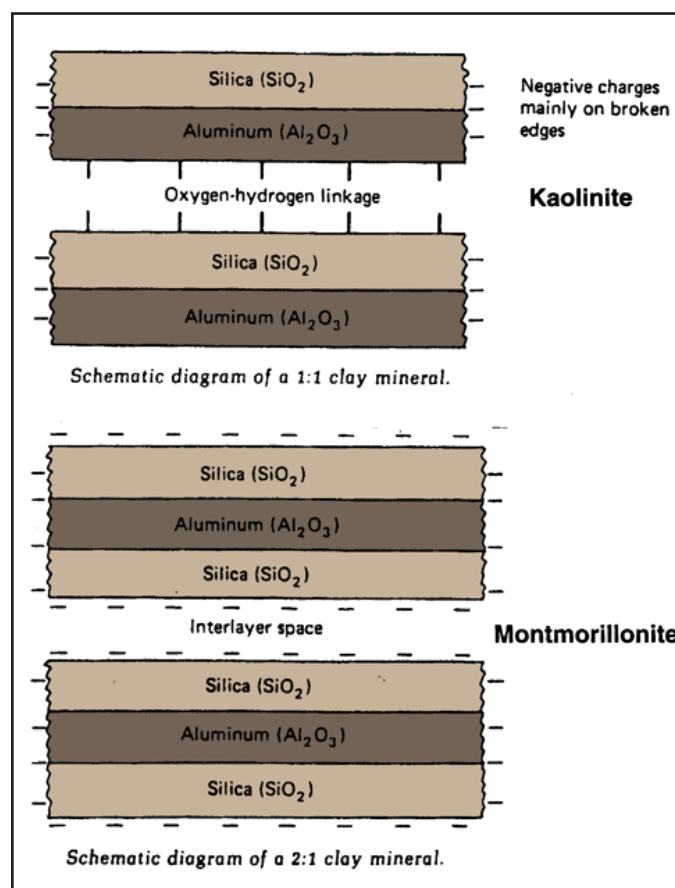 Silica (SiO₂)
Aluminum (Al₂O₃)
Negative charges
mainly on broken
edges
Oxygen-hydrogen linkage
Kaolinite
Silica (SiO₂)
Aluminum (Al₂O₃)
Schematic diagram of a 1:1 clay mineral.
Silica (SiO₂)
Aluminum (Al₂O₃)
Silica (SiO₂)
Interlayer space
Montmorillonite
Silica (SiO₂)
Aluminum (Al₂O₃)
Silica (SiO₂)
Schematic diagram of a 2:1 clay mineral.